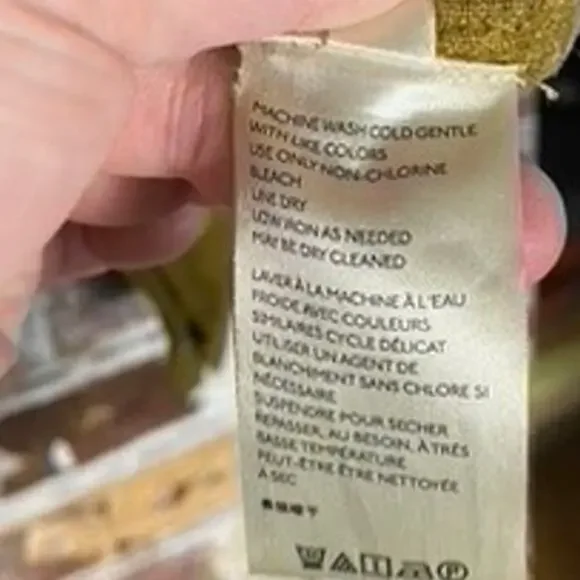 MACHINE WASH COLD GENTLE
WITH LIKE COLORS
USE ONLY NON-CHLORINE
BLEACH
LINE DRY
LOW IRON AS NEEDED
MAY BE DRY CLEANED
LAVER À LA MACHINE À L'EAU
FROIDE AVEC COULEURS
SIMILAIRES CYCLE DÉLICAT
UTILISER UN AGENT DE
BLANCHIMENT SANS CHLORE SI
NÉCESSAIRE
SUSPENDRE POUR SECHER
REPASSER, AU BESOIN, À TRÈS
BASSE TEMPÉRATURE
PEUT-ÊTRE ÊTRE NETTOYÉE
À SEC